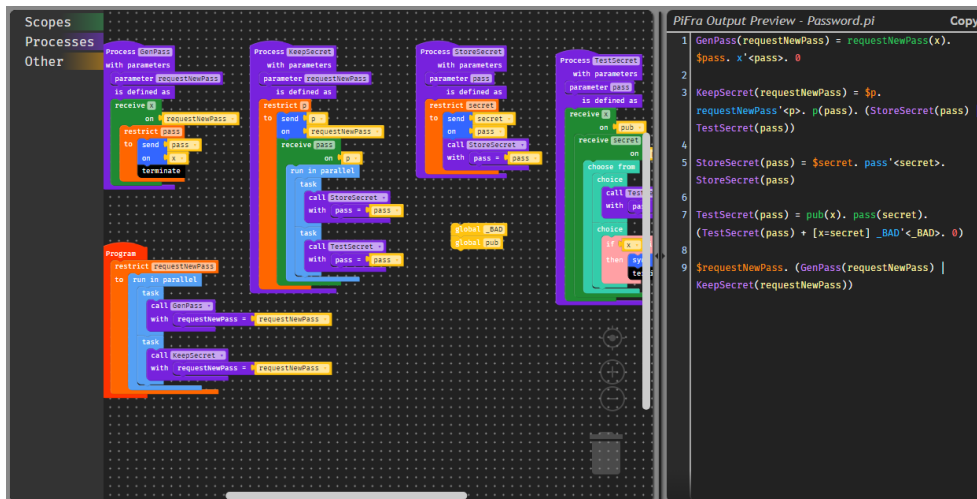 Scopes
Processes
Other
Process GenPass
with parameters
parameter requestNewPass
is defined as
receive x
on requestNewPass
restrict pass
to send pass
on x
terminate
Process KeepSecret
with parameters
parameter requestNewPass
is defined as
restrict p
to send p
on requestNewPass
receive pass
on p
run in parallel
task
call StoreSecret
with pass = pass
task
call TestSecret
with pass = pass
Process StoreSecret
with parameters
parameter pass
is defined as
restrict secret
to send secret
on pass
call StoreSecret
with pass = pass
global _BAD
global pub
Process TestSecret
with parameters
parameter pass
is defined as
receive x
on pub
receive secret
on
choose from
choice
call
with
choice
if x
then
Program
restrict requestNewPass
to run in parallel
task
call GenPass
with requestNewPass = requestNewPass
task
call KeepSecret
with requestNewPass = requestNewPass
PiFra Output Preview - Password.pi Copy
1 GenPass(requestNewPass) = requestNewPass(x).
$pass. x'<pass>. 0
2
3 KeepSecret(requestNewPass) = $p.
requestNewPass'<p>. p(pass). (StoreSecret(pass)
TestSecret(pass))
4
5 StoreSecret(pass) = $secret. pass'<secret>.
StoreSecret(pass)
6
7 TestSecret(pass) = pub(x). pass(secret).
(TestSecret(pass) + [x=secret] _BAD'<_BAD>. 0)
8
9 $requestNewPass. (GenPass(requestNewPass) |
KeepSecret(requestNewPass))